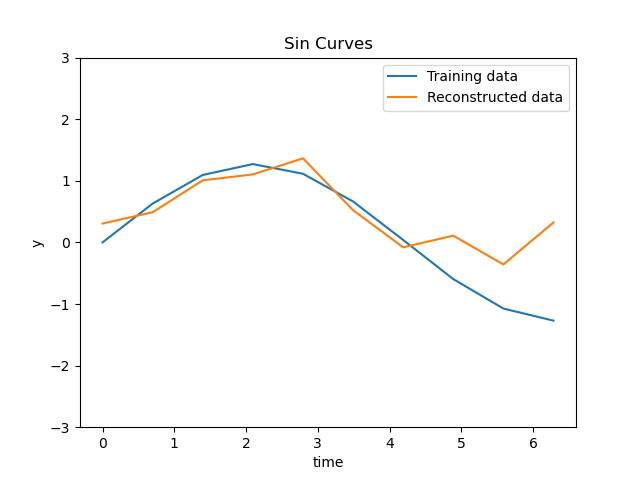 Sin Curves
Training data
Reconstructed data
3
2
1
0
−1
−2
−3
y
0 1 2 3 4 5 6
time